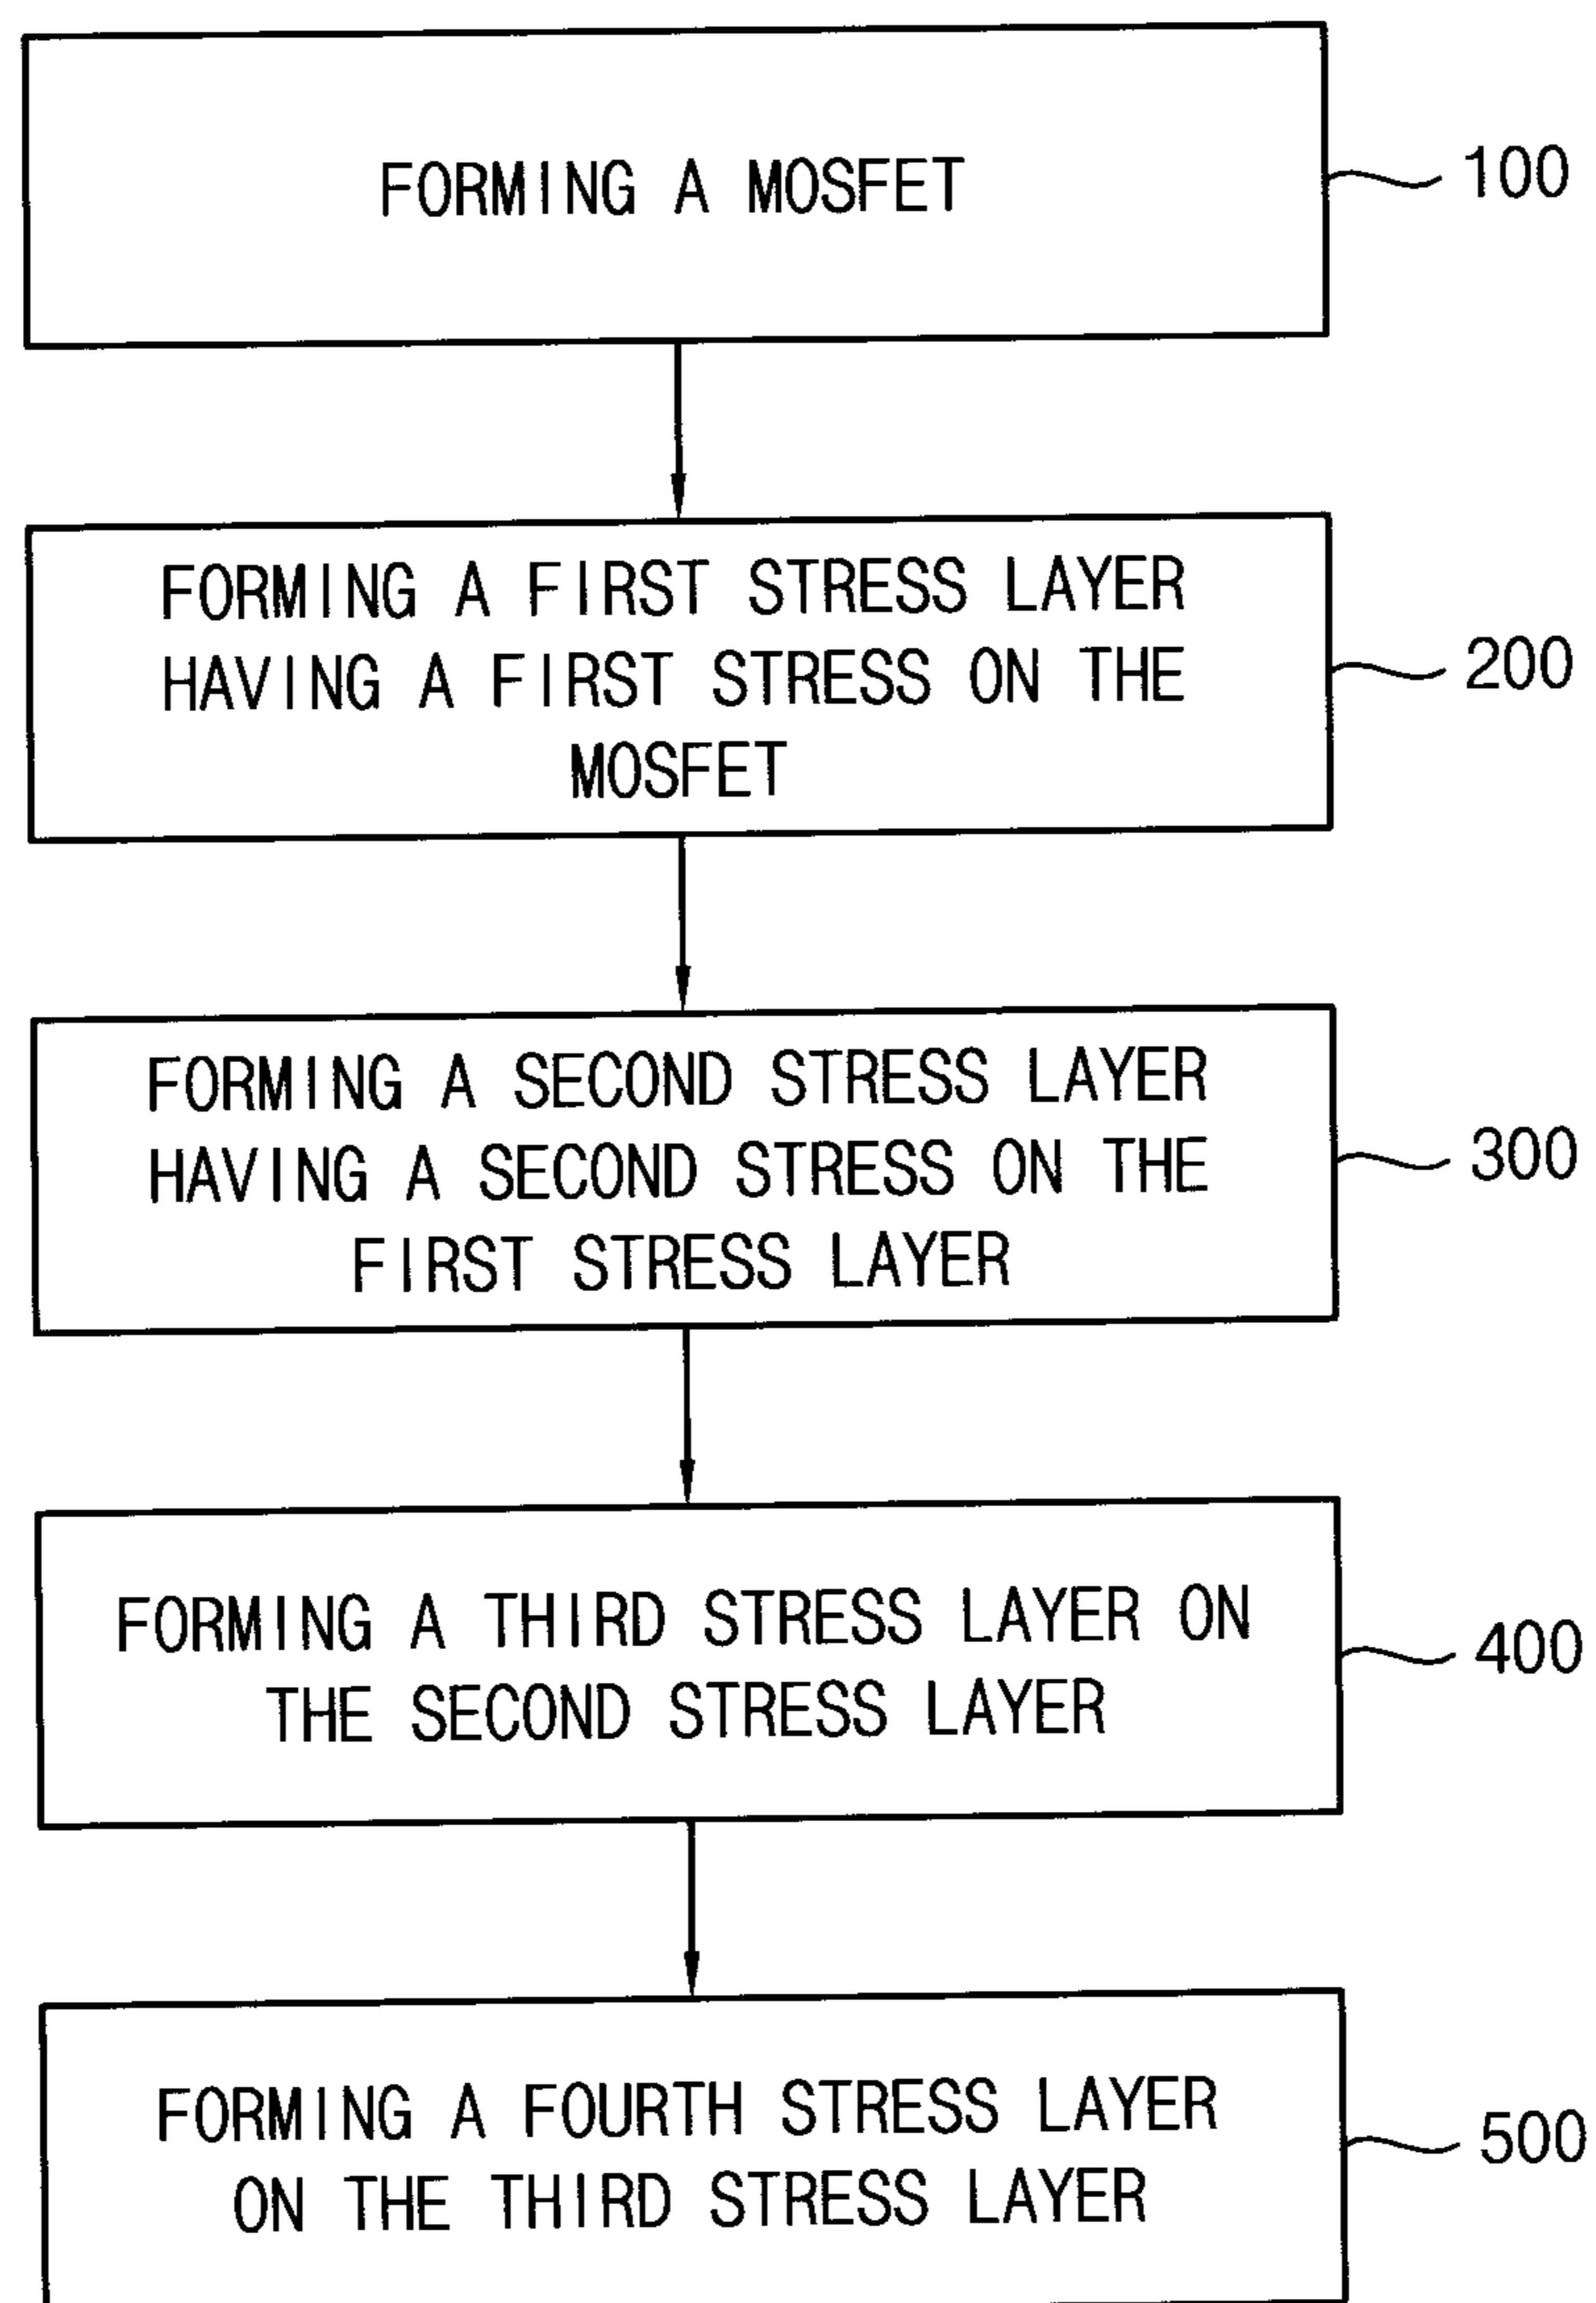 FORMING A MOSFET
100
FORMING A FIRST STRESS LAYER
HAVING A FIRST STRESS ON THE
MOSFET
200
FORMING A SECOND STRESS LAYER
HAVING A SECOND STRESS ON THE
FIRST STRESS LAYER
300
FORMING A THIRD STRESS LAYER ON
THE SECOND STRESS LAYER
400
FORMING A FOURTH STRESS LAYER
ON THE THIRD STRESS LAYER
500